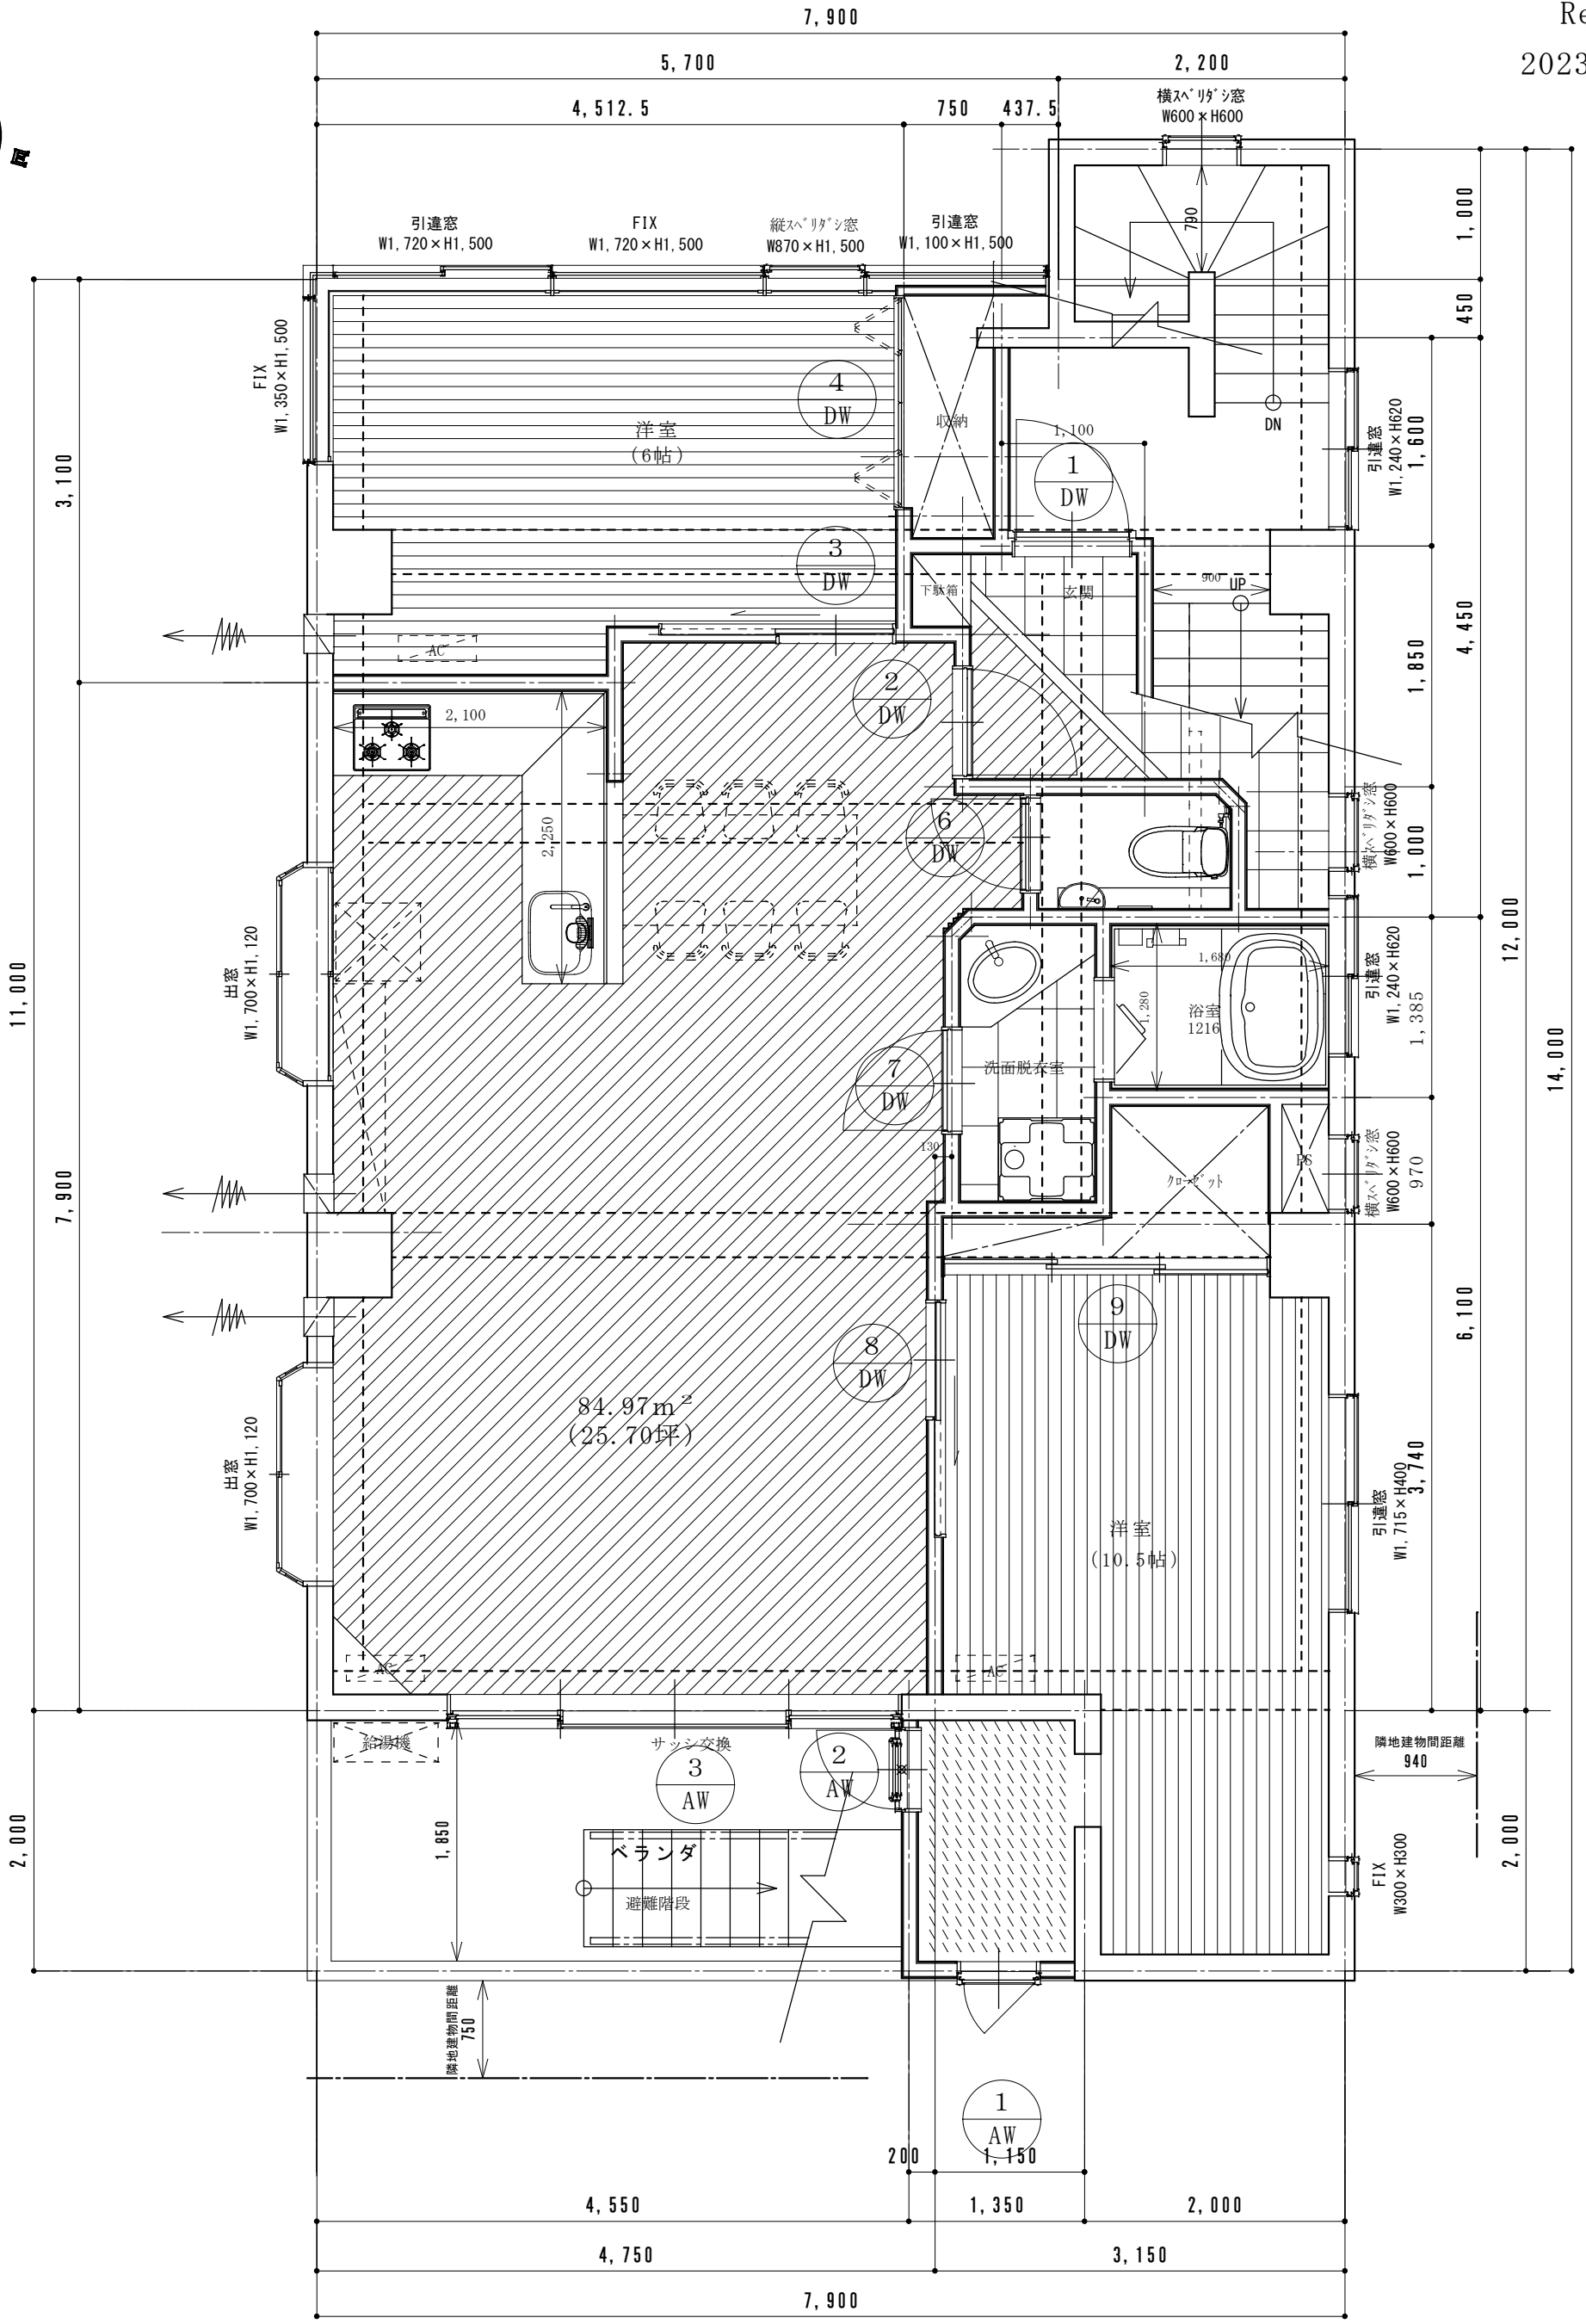 Re
2023
7,900
5,700
2,200
4,512.5
750
437.5
横ｽﾍﾞﾘﾀﾞｼ窓
W600×H600
引違窓
W1,720×H1,500
FIX
W1,720×H1,500
縦ｽﾍﾞﾘﾀﾞｼ窓
W870×H1,500
引違窓
W1,100×H1,500
790
1,000
450
FIX
W1,350×H1,500
4
DW
収納
1,100
1
DW
DN
引違窓
W1,240×H620
1,600
洋室
(6帖)
3,100
3
DW
下駄箱
玄関
900
UP
4,450
1,850
AC
2
DW
2,100
2,250
6
DW
横ｽﾍﾞﾘﾀﾞｼ窓
W600×H600
1,000
12,000
出窓
W1,700×H1,120
11,000
1,680
1,280
浴室
1216
引違窓
W1,240×H620
1,385
14,000
7
DW
洗面脱衣室
130
ｸﾛｰｾﾞｯﾄ
PS
横ｽﾍﾞﾘﾀﾞｼ窓
W600×H600
970
7,900
9
DW
8
DW
6,100
84.97m²
(25.70坪)
出窓
W1,700×H1,120
引違窓
W1,715×H400
3,740
洋室
(10.5帖)
AC
AC
給湯機
サッシ交換
3
AW
2
AW
隣地建物間距離
940
2,000
1,850
ベランダ
避難階段
FIX
W300×H300
2,000
隣地建物間距離
750
1
AW
200
1,150
4,550
1,350
2,000
4,750
3,150
7,900